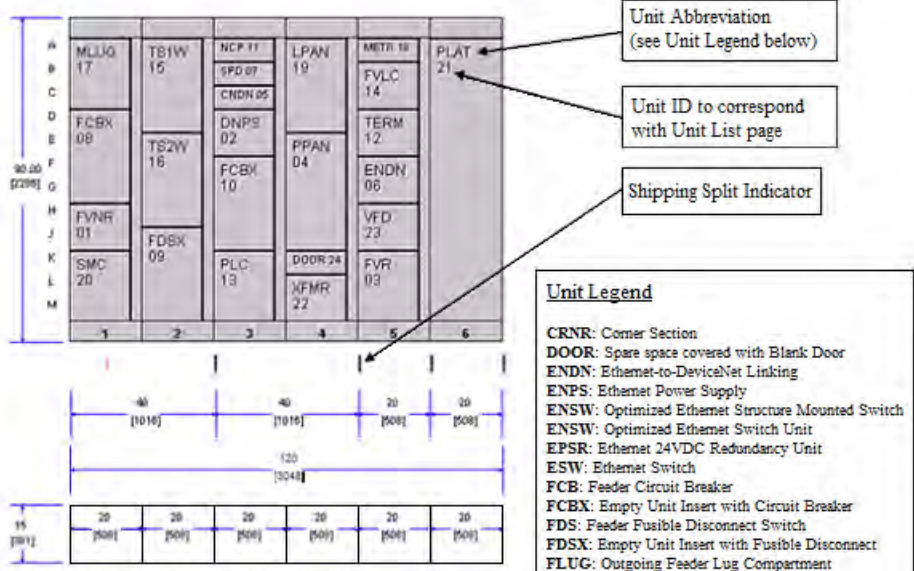 Unit Abbreviation
(see Unit Legend below)
Unit ID to correspond
with Unit List page
Shipping Split Indicator
A
B
C
D
E
F
G
H
J
K
L
M
90.00
MLUG
17
FCBX
08
FVNR
01
SMC
20
TS1W
15
TS2W
16
FDSX
09
NCP 11
SPD 07
CNDN 05
DNPS
02
FCBX
10
PLC
13
LPAN
19
PPAN
04
DOOR 24
XFMR
22
METR 18
FVLC
14
TERM
12
ENDN
06
VFD
23
FVR
03
PLAT
21
1 2 3 4 5 6
40 40 20 20
[1016] [1016] [508] [508]
120
[3048]
20 20 20 20 20 20
[508] [508] [508] [508] [508] [508]
15
[381]
Unit Legend
CRNR: Corner Section
DOOR: Spare space covered with Blank Door
ENDN: Ethernet-to-DeviceNet Linking
ENPS: Ethernet Power Supply
ENSW: Optimized Ethernet Structure Mounted Switch
ENSW: Optimized Ethernet Switch Unit
EPSR: Ethernet 24VDC Redundancy Unit
ESW: Ethernet Switch
FCB: Feeder Circuit Breaker
FCBX: Empty Unit Insert with Circuit Breaker
FDS: Feeder Fusible Disconnect Switch
FDSX: Empty Unit Insert with Fusible Disconnect
FLUG: Outgoing Feeder Lug Compartment